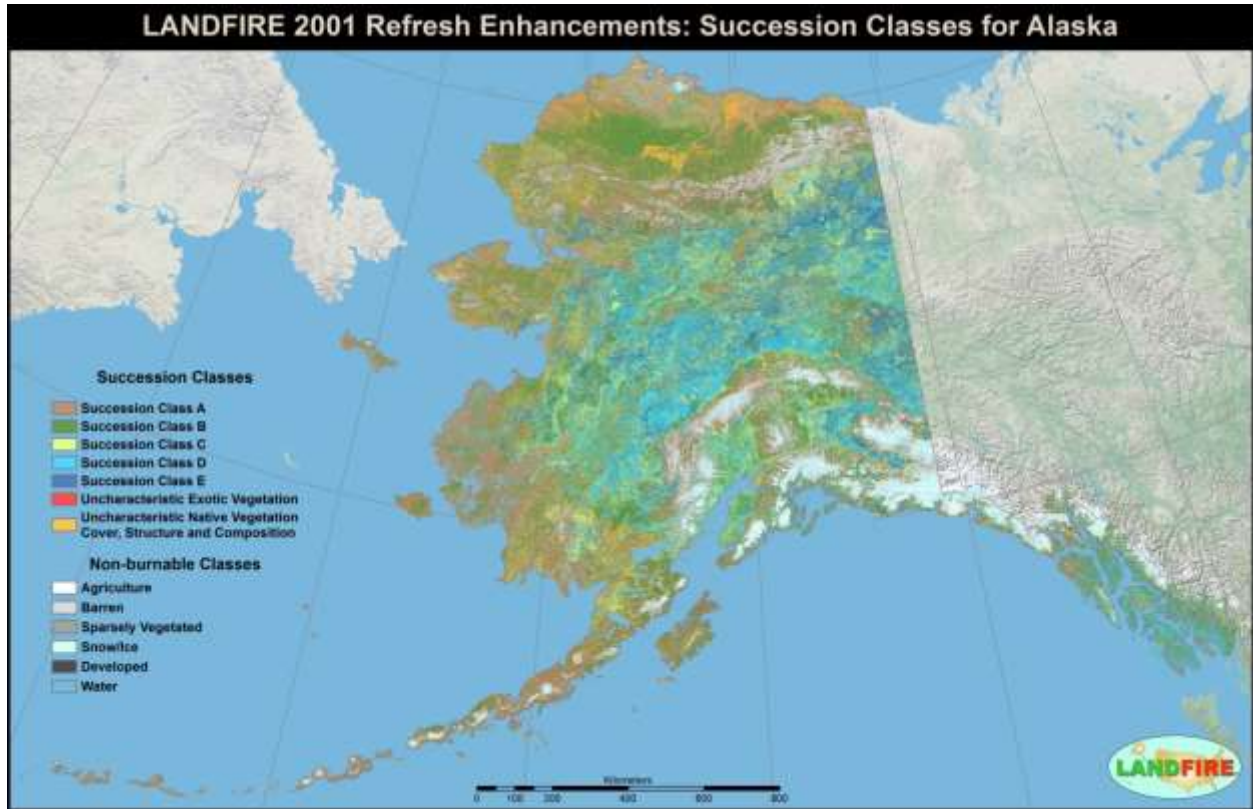 LANDFIRE 2001 Refresh Enhancements: Succession Classes for Alaska
Succession Classes
Succession Class A
Succession Class B
Succession Class C
Succession Class D
Succession Class E
Uncharacteristic Exotic Vegetation
Uncharacteristic Native Vegetation
Cover, Structure and Composition
Non-burnable Classes
Agriculture
Barren
Sparsely Vegetated
Snow/Ice
Developed
Water
Kilometers
0 100 200 400 600 800
LANDFIRE